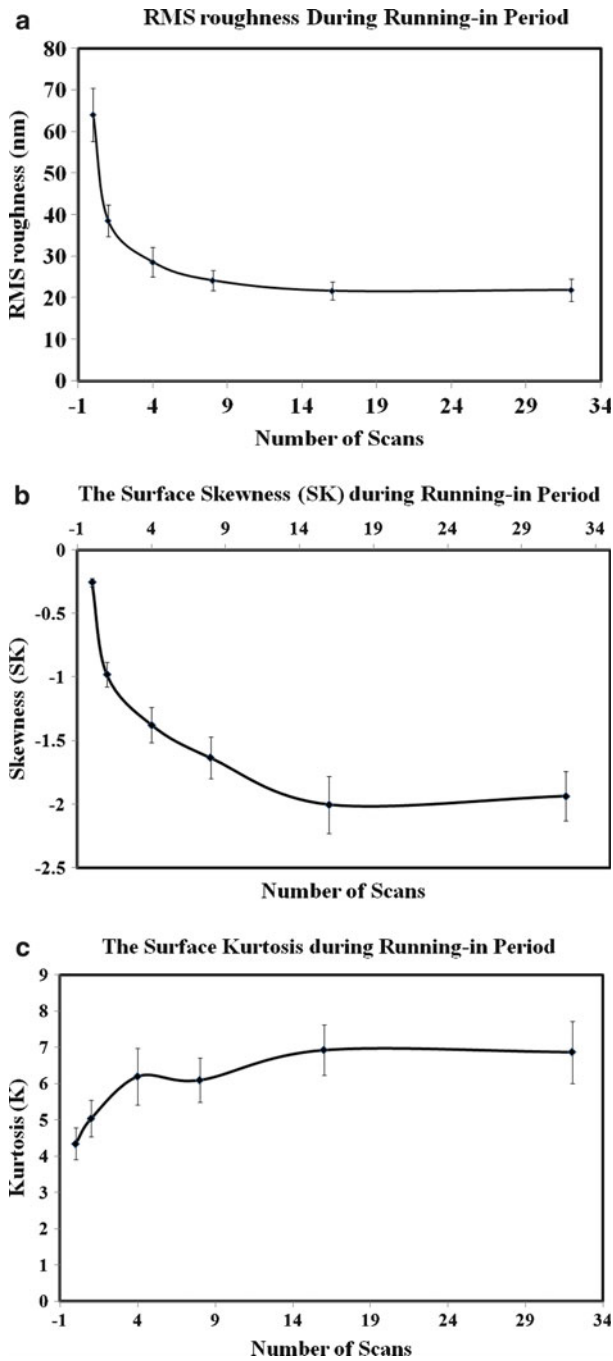 a
RMS roughness During Running-in Period
80
70
60
50
40
30
20
10
0
RMS roughness (nm)
-1 4 9 14 19 24 29 34
Number of Scans
b
The Surface Skewness (SK) during Running-in Period
-1 4 9 14 19 24 29 34
0
-0.5
-1
-1.5
-2
-2.5
Skewness (SK)
Number of Scans
c
The Surface Kurtosis during Running-in Period
9
8
7
6
5
4
3
2
1
0
Kurtosis (K)
-1 4 9 14 19 24 29 34
Number of Scans